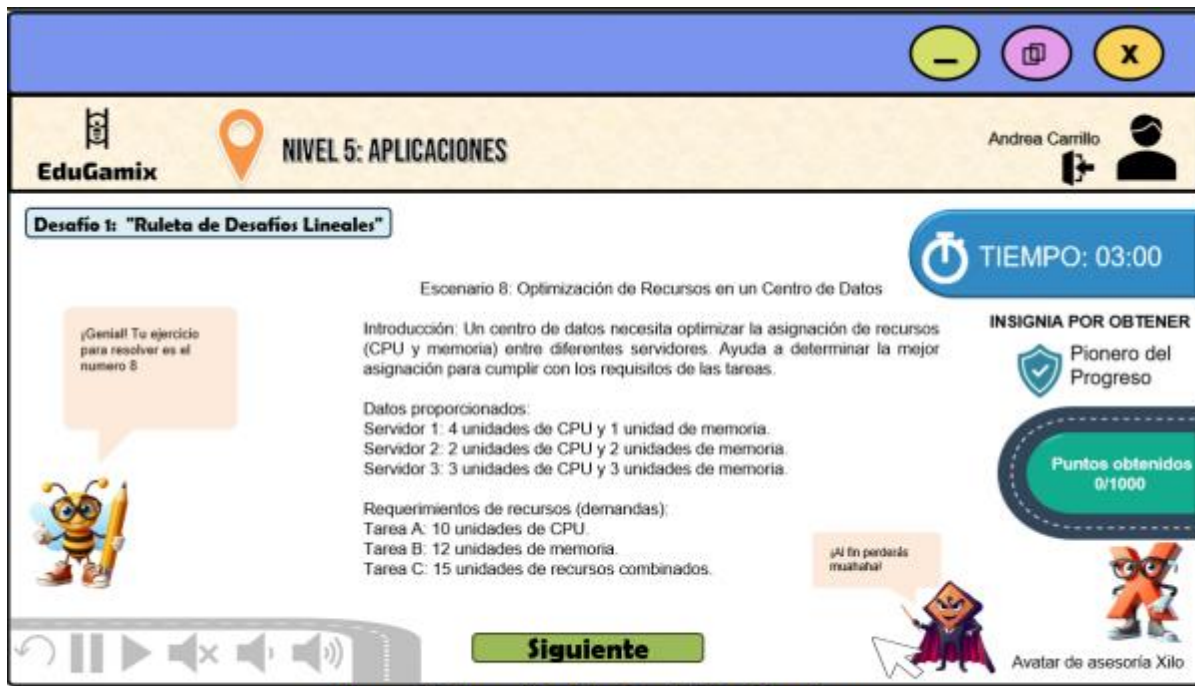 X
EduGamix
NIVEL 5: APLICACIONES
Andrea Carrillo
Desafío 1: "Ruleta de Desafíos Lineales"
TIEMPO: 03:00
¡Genial! Tu ejercicio
para resolver es el
numero 8
Escenario 8: Optimización de Recursos en un Centro de Datos
Introducción: Un centro de datos necesita optimizar la asignación de recursos
(CPU y memoria) entre diferentes servidores. Ayuda a determinar la mejor
asignación para cumplir con los requisitos de las tareas.
Datos proporcionados:
Servidor 1: 4 unidades de CPU y 1 unidad de memoria.
Servidor 2: 2 unidades de CPU y 2 unidades de memoria.
Servidor 3: 3 unidades de CPU y 3 unidades de memoria.
Requerimientos de recursos (demandas):
Tarea A: 10 unidades de CPU.
Tarea B: 12 unidades de memoria.
Tarea C: 15 unidades de recursos combinados.
INSIGNIA POR OBTENER
Pionero del
Progreso
Puntos obtenidos
0/1000
¡Al fin perderás
muahaha!
Siguiente
Avatar de asesoría Xilo